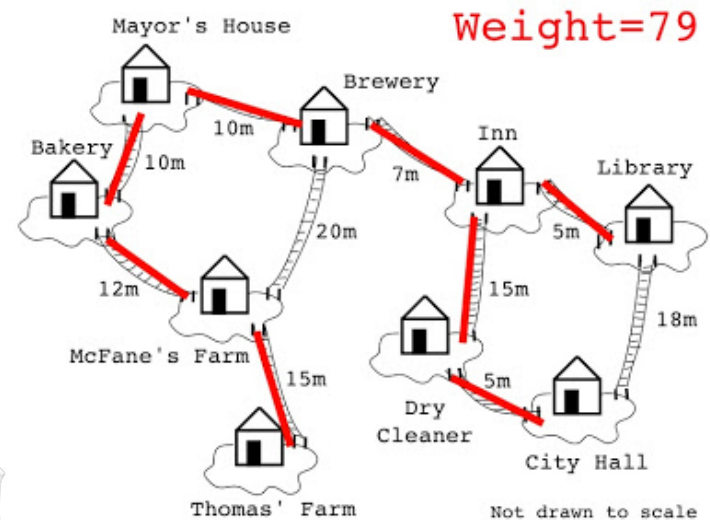 Weight=79
Mayor's House
Brewery
10m
Inn
Bakery
10m
7m
Library
20m
5m
12m
15m
18m
McFane's Farm
15m
5m
Dry
Cleaner
City Hall
Thomas' Farm
Not drawn to scale